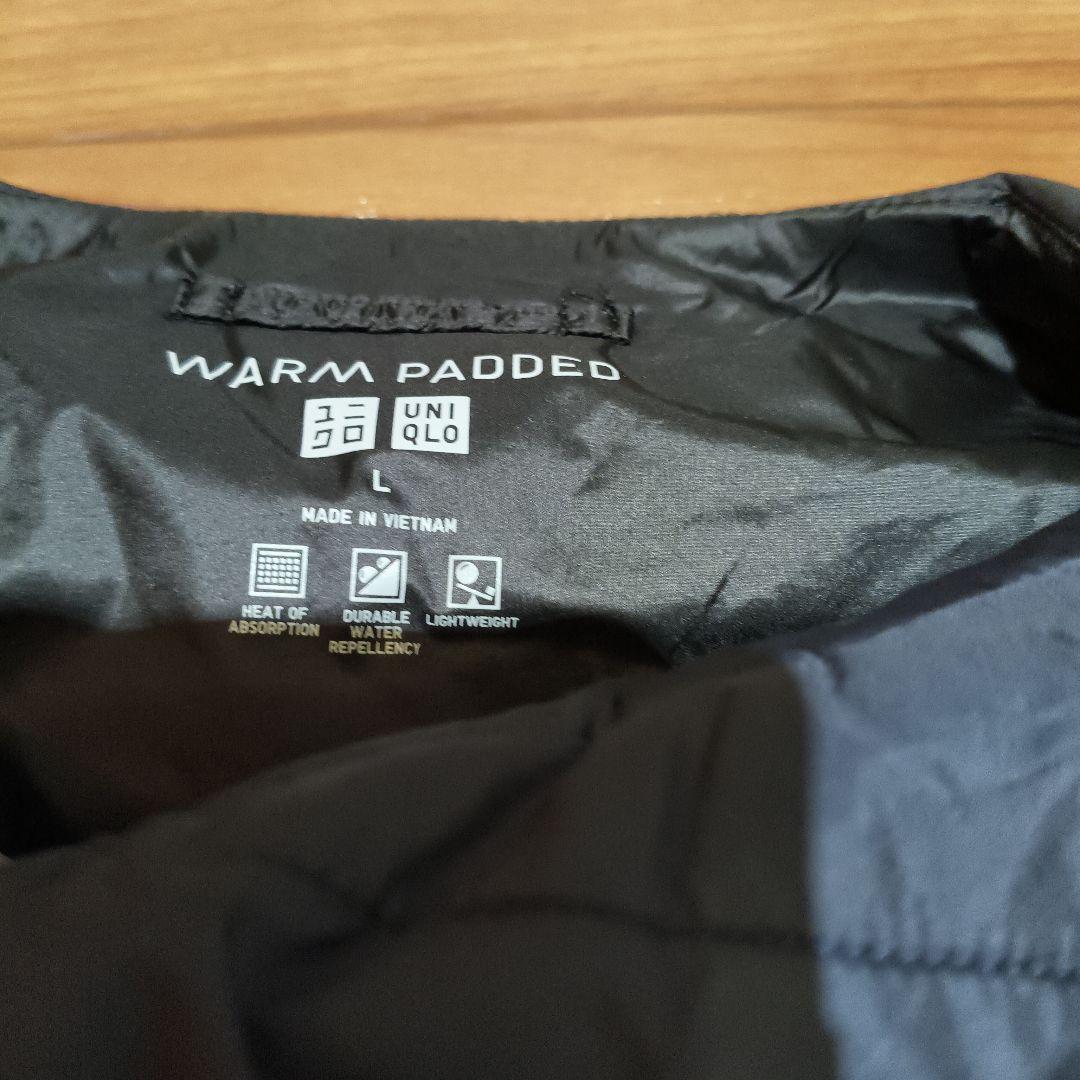 WARM PADDED
ユニ UNI
クロ QLO
L
MADE IN VIETNAM
HEAT OF DURABLE LIGHTWEIGHT
ABSORPTION WATER
REPELLENCY